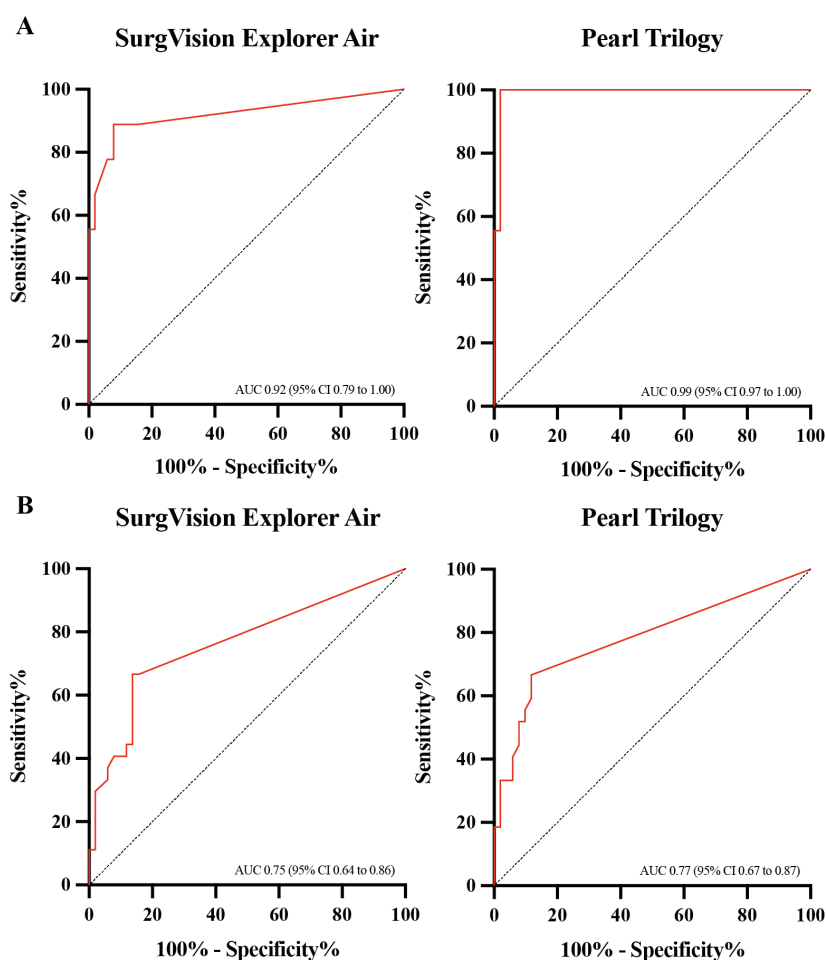 A
SurgVision Explorer Air
Pearl Trilogy
100
80
60
40
20
0
Sensitivity%
AUC 0.92 (95% CI 0.79 to 1.00)
0 20 40 60 80 100
100% - Specificity%
100
80
60
40
20
0
Sensitivity%
AUC 0.99 (95% CI 0.97 to 1.00)
0 20 40 60 80 100
100% - Specificity%
B
SurgVision Explorer Air
Pearl Trilogy
100
80
60
40
20
0
Sensitivity%
AUC 0.75 (95% CI 0.64 to 0.86)
0 20 40 60 80 100
100% - Specificity%
100
80
60
40
20
0
Sensitivity%
AUC 0.77 (95% CI 0.67 to 0.87)
0 20 40 60 80 100
100% - Specificity%